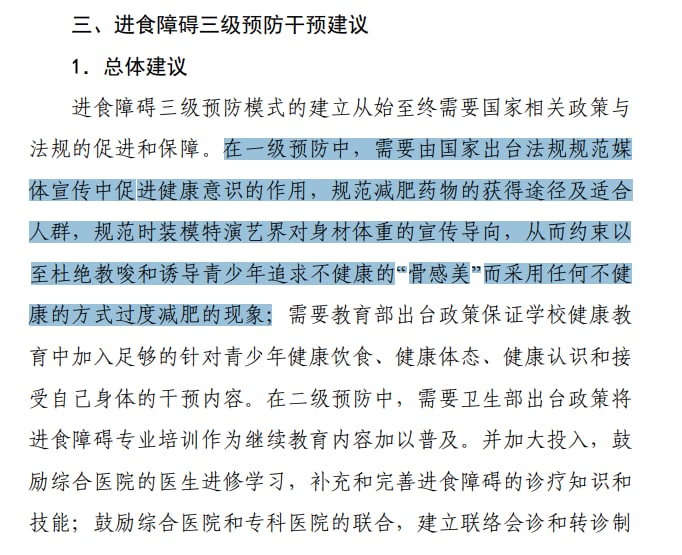 三、进食障碍三级预防干预建议
1．总体建议
进食障碍三级预防模式的建立从始至终需要国家相关政策与
法规的促进和保障。在一级预防中，需要由国家出台法规规范媒
体宣传中促进健康意识的作用，规范减肥药物的获得途径及适合
人群，规范时装模特演艺界对身材体重的宣传导向，从而约束以
至杜绝教唆和诱导青少年追求不健康的“骨感美”而采用任何不健
康的方式过度减肥的现象；需要教育部出台政策保证学校健康教
育中加入足够的针对青少年健康饮食、健康体态、健康认识和接
受自己身体的干预内容。在二级预防中，需要卫生部出台政策将
进食障碍专业培训作为继续教育内容加以普及。并加大投入，鼓
励综合医院的医生进修学习，补充和完善进食障碍的诊疗知识和
技能；鼓励综合医院和专科医院的联合，建立联络会诊和转诊制